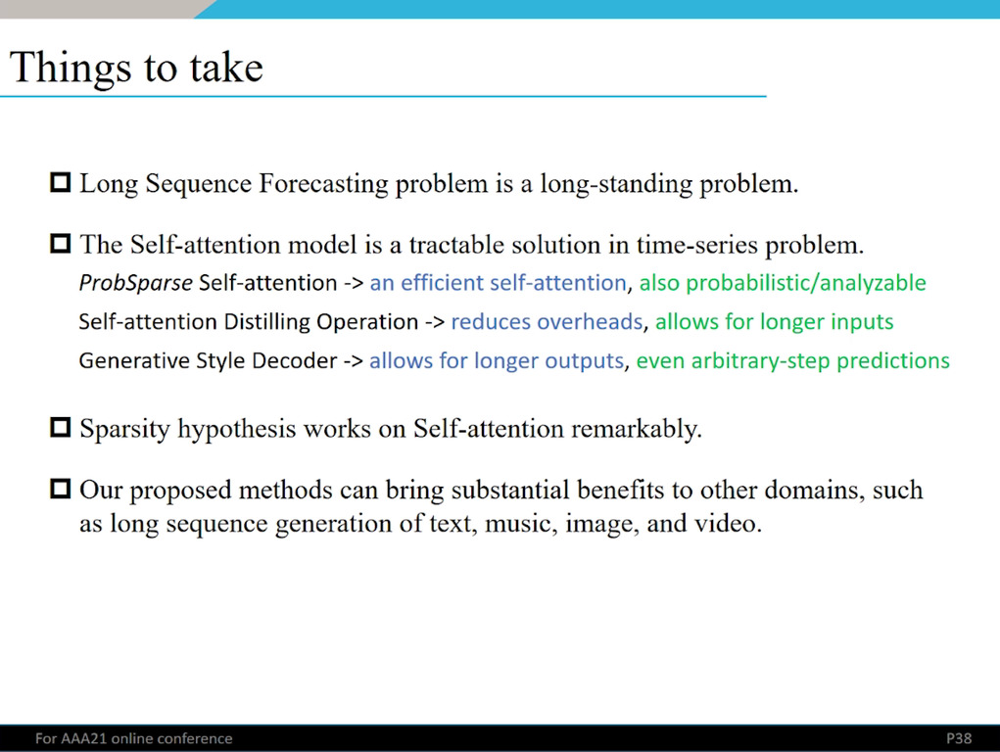 Things to take
Long Sequence Forecasting problem is a long-standing problem.
The Self-attention model is a tractable solution in time-series problem.
ProbSparse Self-attention -> an efficient self-attention, also probabilistic/analyzable
Self-attention Distilling Operation -> reduces overheads, allows for longer inputs
Generative Style Decoder -> allows for longer outputs, even arbitrary-step predictions
Sparsity hypothesis works on Self-attention remarkably.
Our proposed methods can bring substantial benefits to other domains, such
as long sequence generation of text, music, image, and video.
For AAA21 online conference
P38